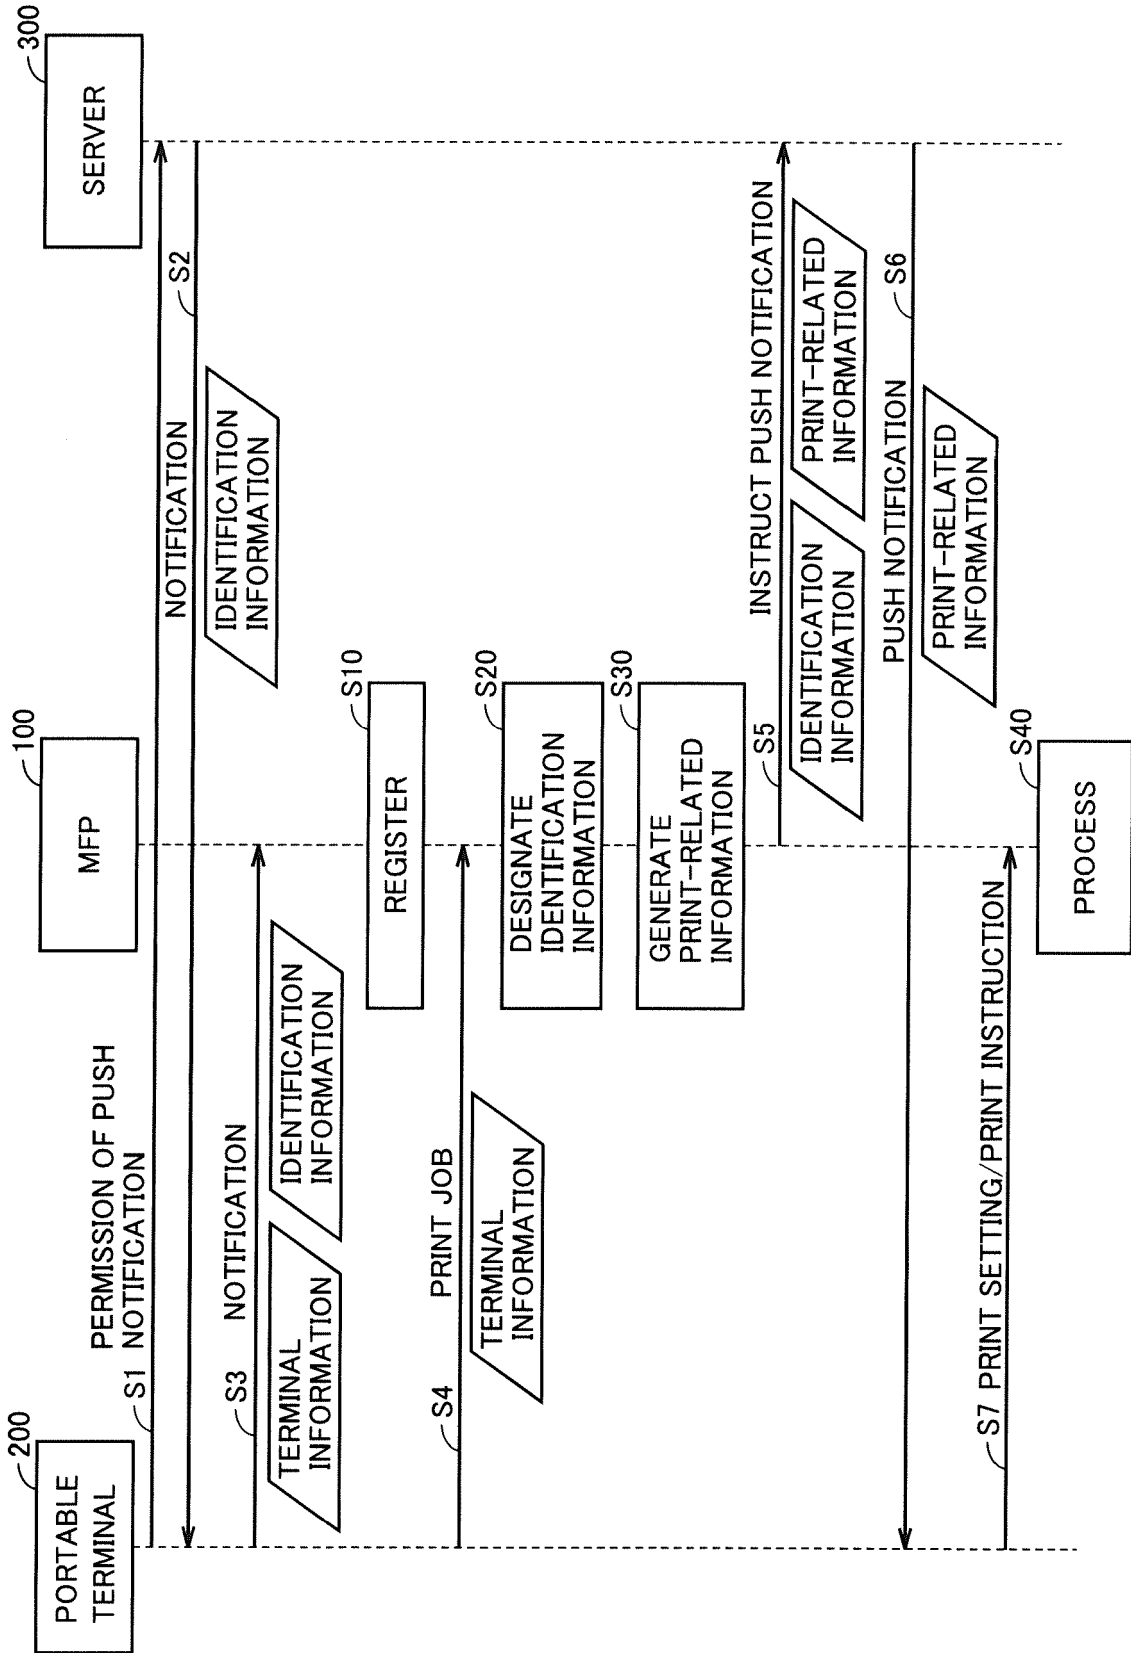 200
PORTABLE
TERMINAL
100
MFP
300
SERVER
PERMISSION OF PUSH
NOTIFICATION
S1
NOTIFICATION
S2
IDENTIFICATION
INFORMATION
S3
NOTIFICATION
TERMINAL
INFORMATION
IDENTIFICATION
INFORMATION
S10
REGISTER
S4
PRINT JOB
TERMINAL
INFORMATION
S20
DESIGNATE
IDENTIFICATION
INFORMATION
S30
GENERATE
PRINT-RELATED
INFORMATION
S5
INSTRUCT PUSH NOTIFICATION
IDENTIFICATION
INFORMATION
PRINT-RELATED
INFORMATION
PUSH NOTIFICATION
S6
PRINT-RELATED
INFORMATION
S7 PRINT SETTING/PRINT INSTRUCTION
S40
PROCESS